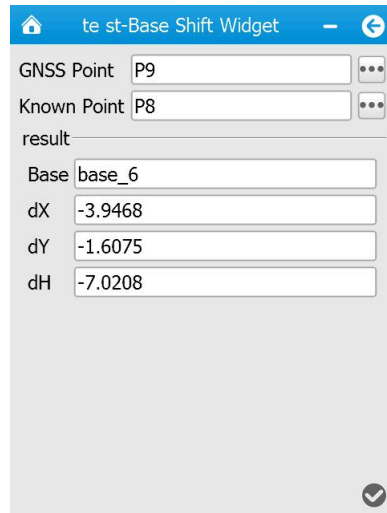 te st-Base Shift Widget
GNSS Point P9
Known Point P8
result
Base base_6
dX -3.9468
dY -1.6075
dH -7.0208